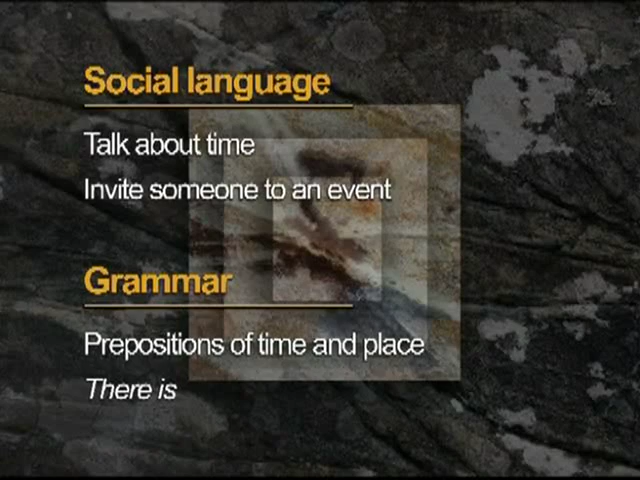 Social language
Talk about time
Invite someone to an event
Grammar
Prepositions of time and place
There is